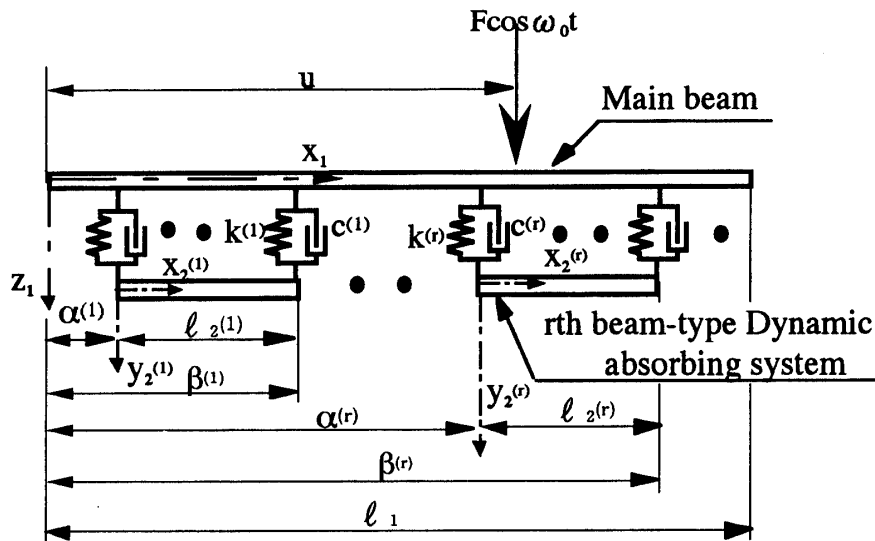 Fcosω₀t
u
Main beam
x₁
k⁽¹⁾
c⁽¹⁾
k⁽ʳ⁾
c⁽ʳ⁾
x₂⁽¹⁾
x₂⁽ʳ⁾
z₁
α⁽¹⁾
ℓ₂⁽¹⁾
rth beam-type Dynamic
absorbing system
y₂⁽¹⁾
β⁽¹⁾
y₂⁽ʳ⁾
α⁽ʳ⁾
ℓ₂⁽ʳ⁾
β⁽ʳ⁾
ℓ₁